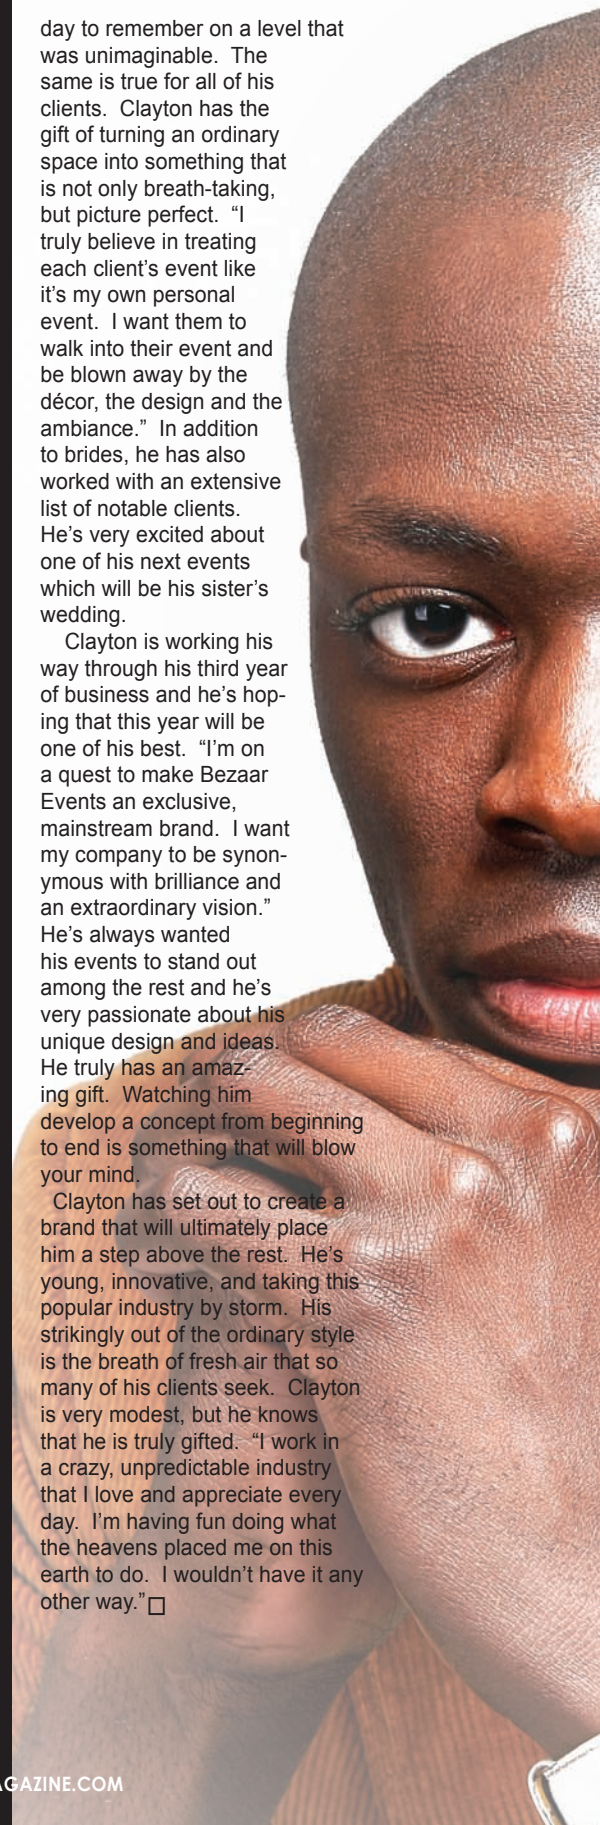 day to remember on a level that
was unimaginable.  The
same is true for all of his
clients.  Clayton has the
gift of turning an ordinary
space into something that
is not only breath-taking,
but picture perfect.  “I
truly believe in treating
each client’s event like
it’s my own personal
event.  I want them to
walk into their event and
be blown away by the
décor, the design and the
ambiance.”  In addition
to brides, he has also
worked with an extensive
list of notable clients.
He’s very excited about
one of his next events
which will be his sister’s
wedding.
Clayton is working his
way through his third year
of business and he’s hop-
ing that this year will be
one of his best.  “I’m on
a quest to make Bezaar
Events an exclusive,
mainstream brand.  I want
my company to be synon-
ymous with brilliance and
an extraordinary vision.”
He’s always wanted
his events to stand out
among the rest and he’s
very passionate about his
unique design and ideas.
He truly has an amaz-
ing gift.  Watching him
develop a concept from beginning
to end is something that will blow
your mind.
Clayton has set out to create a
brand that will ultimately place
him a step above the rest.  He’s
young, innovative, and taking this
popular industry by storm.  His
strikingly out of the ordinary style
is the breath of fresh air that so
many of his clients seek.  Clayton
is very modest, but he knows
that he is truly gifted.  “I work in
a crazy, unpredictable industry
that I love and appreciate every
day.  I’m having fun doing what
the heavens placed me on this
earth to do.  I wouldn’t have it any
other way.”□
AGAZINE.COM